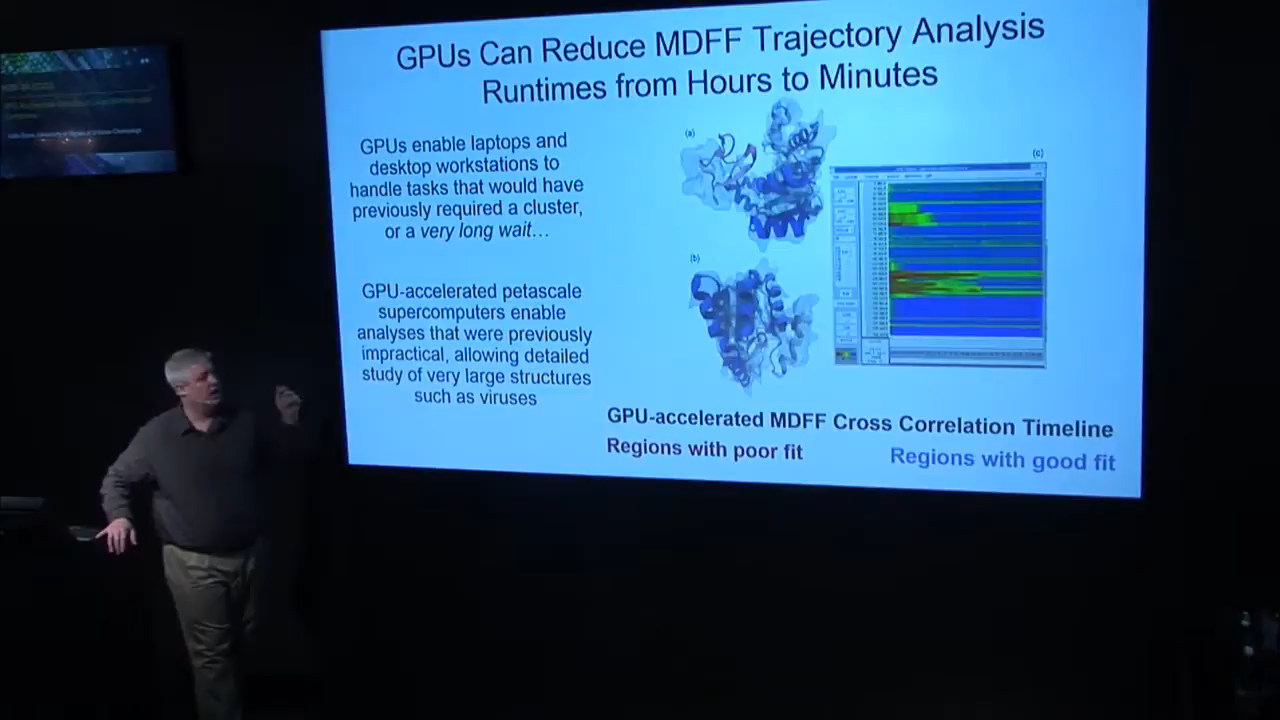 GPUs Can Reduce MDFF Trajectory Analysis
Runtimes from Hours to Minutes
GPUs enable laptops and
desktop workstations to
handle tasks that would have
previously required a cluster,
or a very long wait…
GPU-accelerated petascale
supercomputers enable
analyses that were previously
impractical, allowing detailed
study of very large structures
such as viruses
(a)
(b)
(c)
GPU-accelerated MDFF Cross Correlation Timeline
Regions with poor fit
Regions with good fit